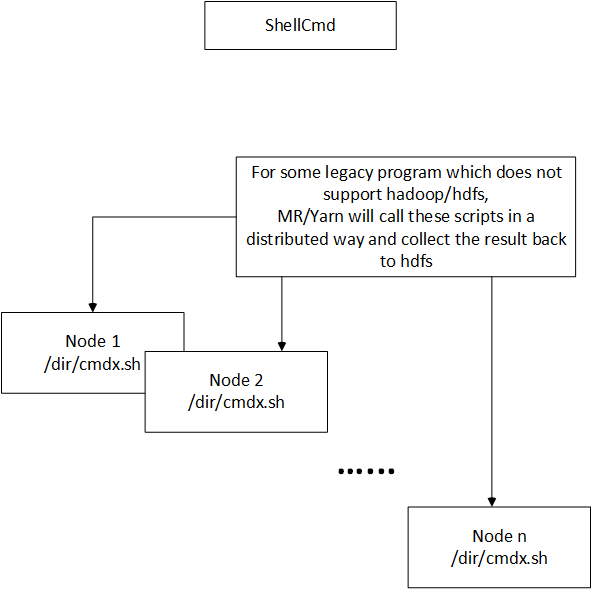 ShellCmd
For some legacy program which does not
support hadoop/hdfs,
MR/Yarn will call these scripts in a
distributed way and collect the result back
to hdfs
Node 1
/dir/cmdx.sh
Node 2
/dir/cmdx.sh
......
Node n
/dir/cmdx.sh